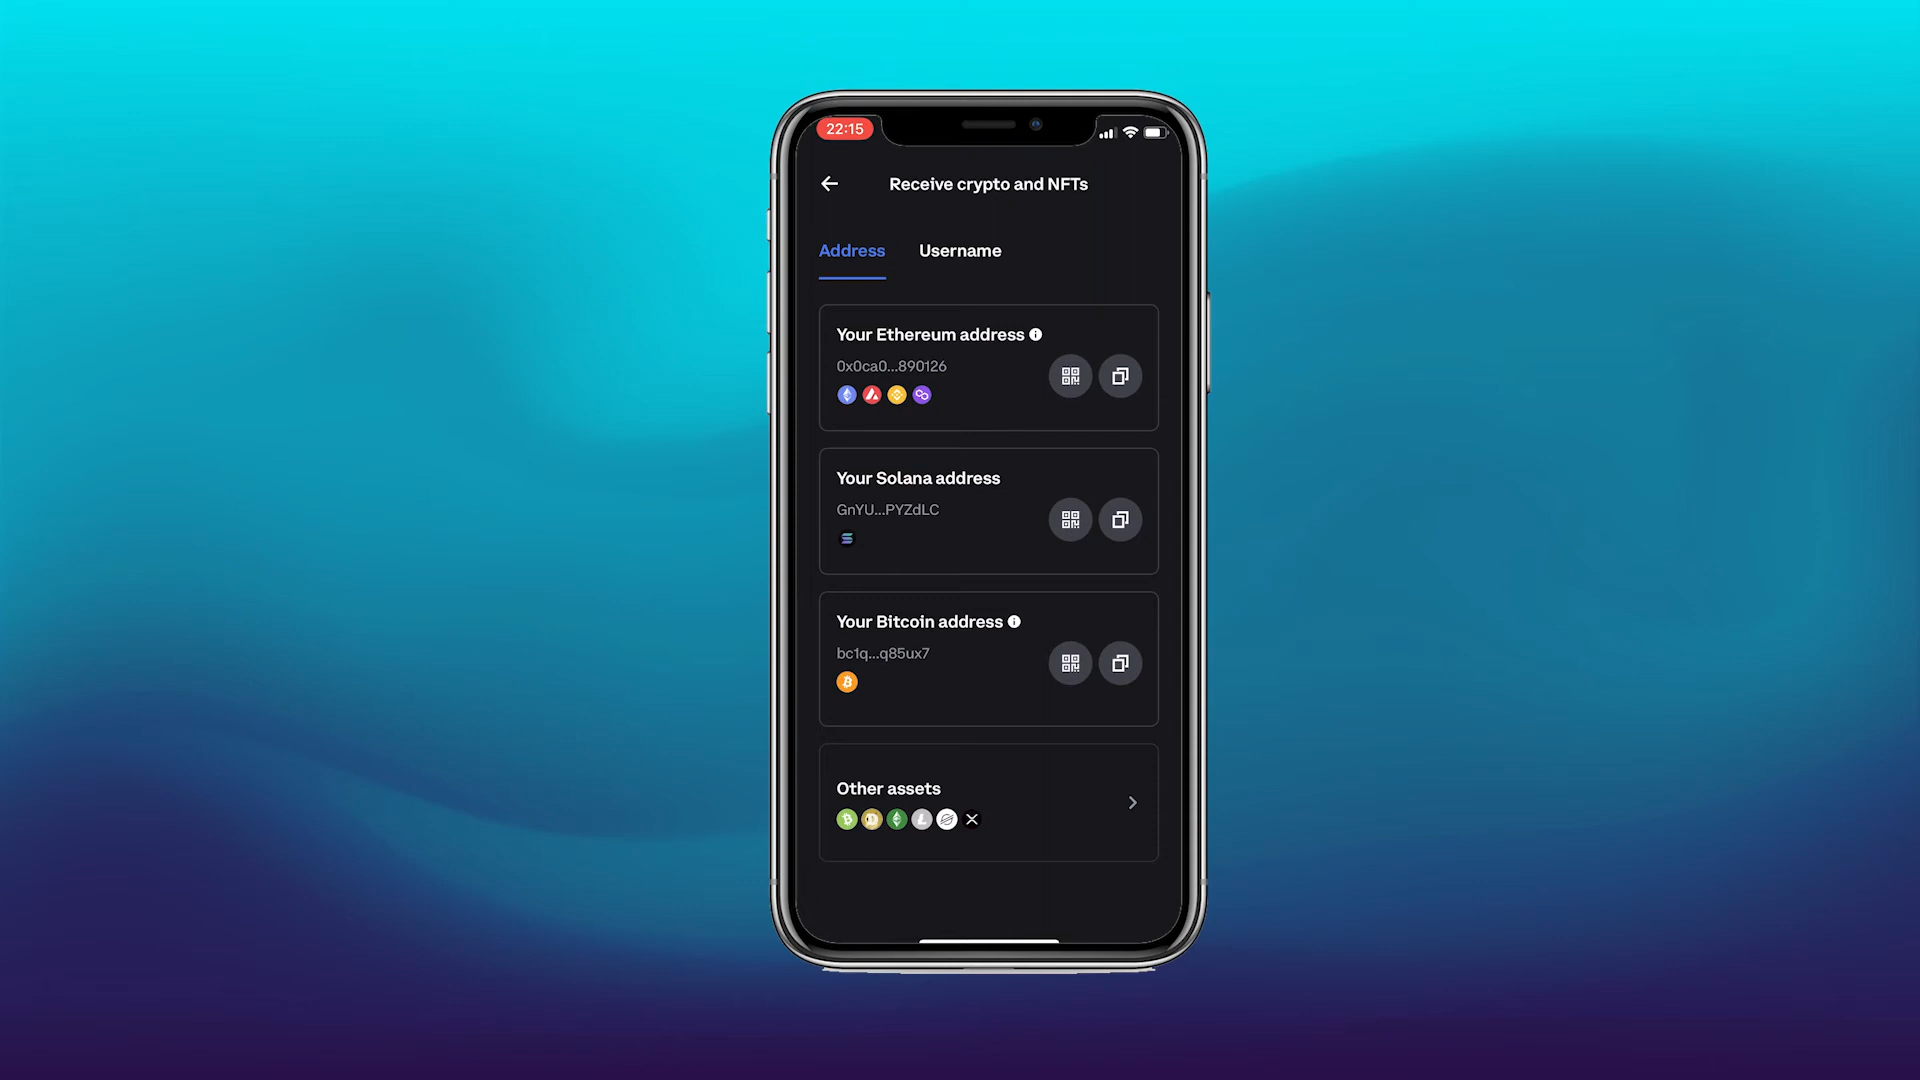 22:15
Receive crypto and NFTs
Address Username
Your Ethereum address
0x0ca0...890126
Your Solana address
GnYU...PYZdLC
Your Bitcoin address
bc1q...q85ux7
Other assets